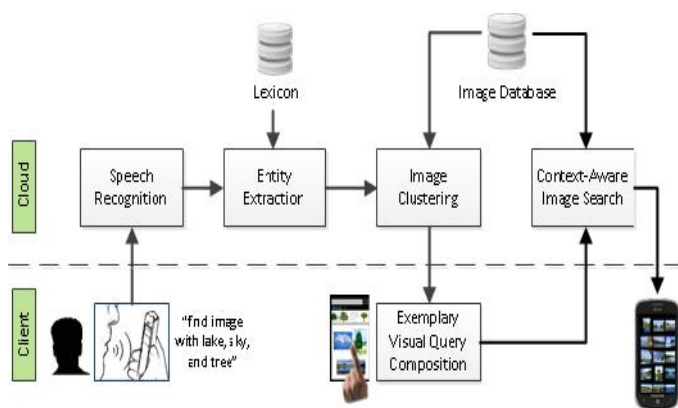 Lexicon
Image Database
Cloud
Speech
Recognition
Entity
Extraction
Image
Clustering
Context-Aware
Image Search
Client
"find image
with lake, sky,
and tree"
Exemplary
Visual Query
Composition